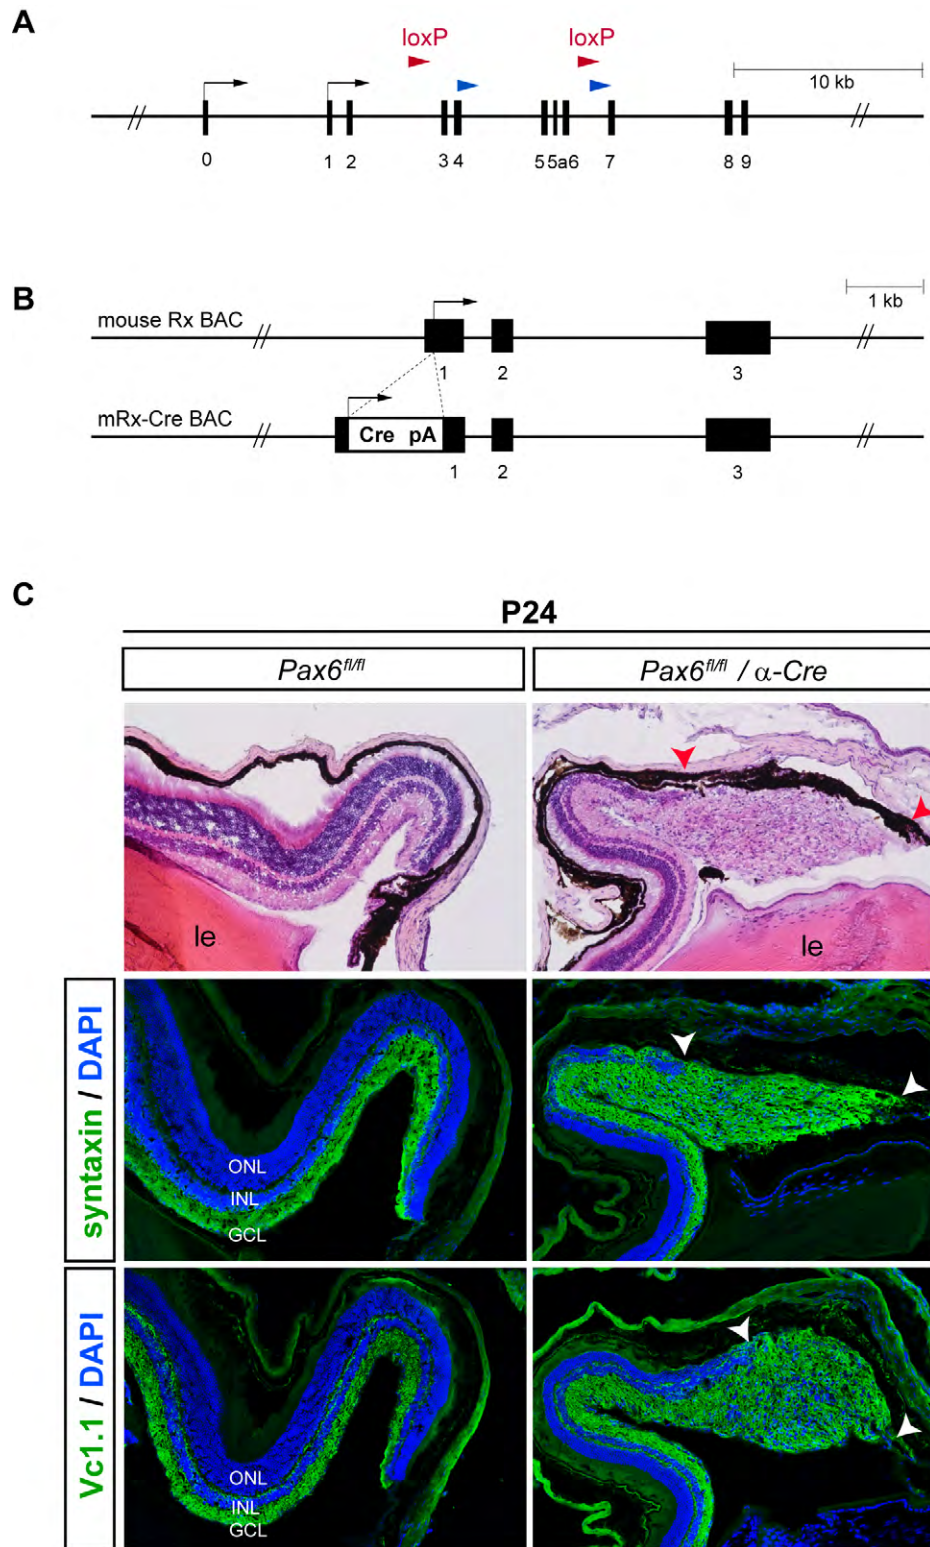 A
loxP loxP
10 kb
0 1 2 3 4 5 5a 6 7 8 9
B
1 kb
mouse Rx BAC
1 2 3
mRx-Cre BAC
Cre pA
1 2 3
C
P24
Pax6fl/fl
Pax6fl/fl / α-Cre
le
le
syntaxin / DAPI
ONL
INL
GCL
Vc1.1 / DAPI
ONL
INL
GCL